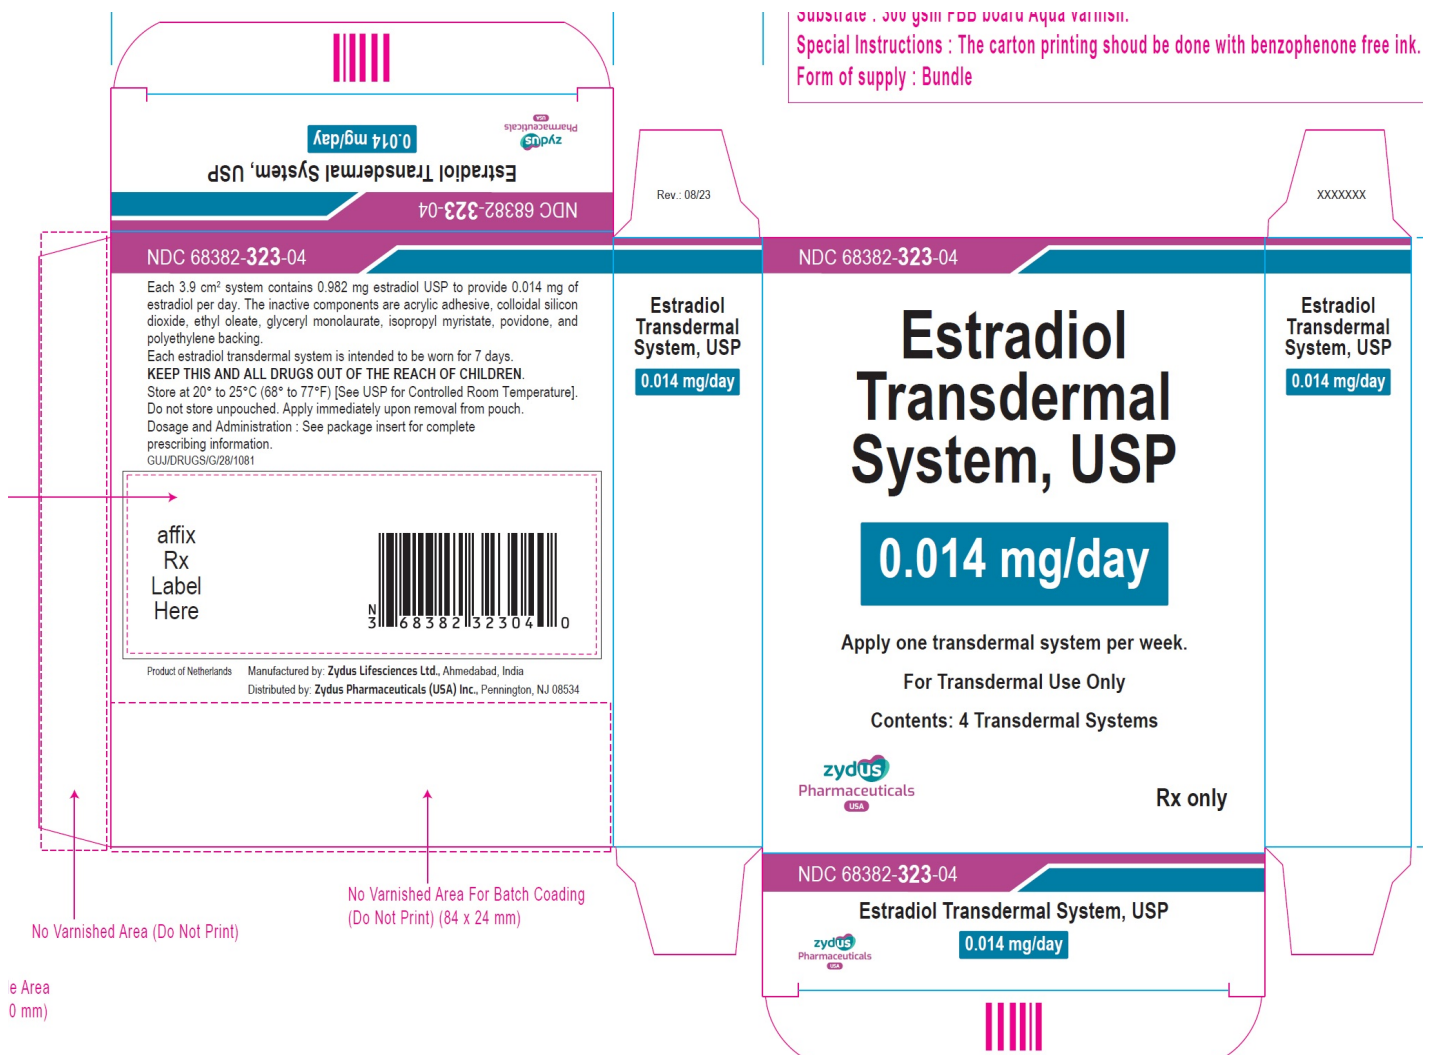 Substrate : 300 gsm FBB board Aqua varnish.
Special Instructions : The carton printing shoud be done with benzophenone free ink.
Form of supply : Bundle
zydus
Pharmaceuticals
USA
0.014 mg/day
Estradiol Transdermal System, USP
NDC 68382-323-04
NDC 68382-323-04
Each 3.9 cm² system contains 0.982 mg estradiol USP to provide 0.014 mg of
estradiol per day. The inactive components are acrylic adhesive, colloidal silicon
dioxide, ethyl oleate, glyceryl monolaurate, isopropyl myristate, povidone, and
polyethylene backing.
Each estradiol transdermal system is intended to be worn for 7 days.
KEEP THIS AND ALL DRUGS OUT OF THE REACH OF CHILDREN.
Store at 20° to 25°C (68° to 77°F) [See USP for Controlled Room Temperature].
Do not store unpouched. Apply immediately upon removal from pouch.
Dosage and Administration : See package insert for complete
prescribing information.
GUJ/DRUGS/G/28/1081
affix
Rx
Label
Here
N
3 68382 32304 0
Product of Netherlands
Manufactured by: Zydus Lifesciences Ltd., Ahmedabad, India
Distributed by: Zydus Pharmaceuticals (USA) Inc., Pennington, NJ 08534
No Varnished Area (Do Not Print)
No Varnished Area For Batch Coading
(Do Not Print) (84 x 24 mm)
e Area
0 mm)
Rev.: 08/23
Estradiol
Transdermal
System, USP
0.014 mg/day
NDC 68382-323-04
Estradiol
Transdermal
System, USP
0.014 mg/day
Apply one transdermal system per week.
For Transdermal Use Only
Contents: 4 Transdermal Systems
zydus
Pharmaceuticals
USA
Rx only
NDC 68382-323-04
Estradiol Transdermal System, USP
0.014 mg/day
zydus
Pharmaceuticals
USA
XXXXXXX
Estradiol
Transdermal
System, USP
0.014 mg/day